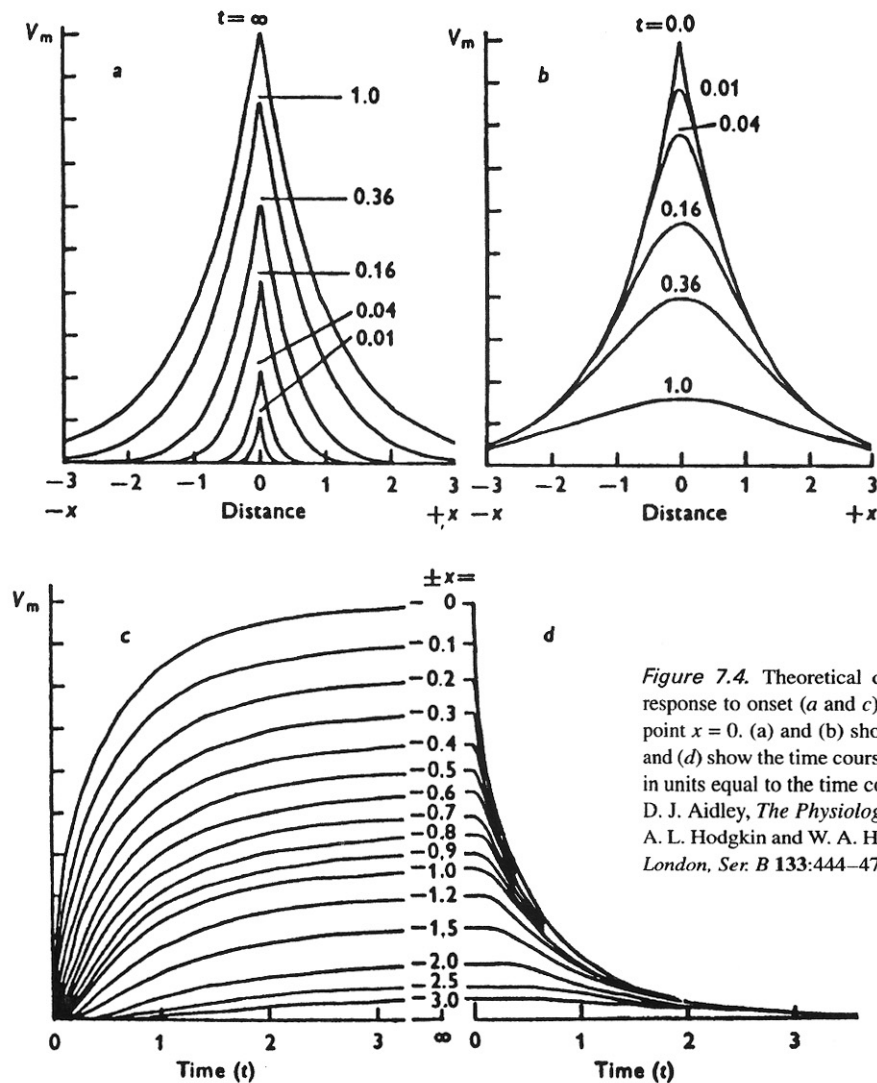 t = ∞
V_m
a
1.0
0.36
0.16
0.04
0.01
−3 −2 −1 0 1 2 3
−x Distance +x
t = 0.0
V_m
b
0.01
0.04
0.16
0.36
1.0
−3 −2 −1 0 1 2 3
−x Distance +x
±x =
V_m
c
d
0
0.1
0.2
0.3
0.4
0.5
0.6
0.7
0.8
0.9
1.0
1.2
1.5
2.0
2.5
3.0
0 1 2 3 ∞
Time (t)
0 1 2 3
Time (t)
Figure 7.4. Theoretical d
response to onset (a and c)
point x = 0. (a) and (b) sho
and (d) show the time cours
in units equal to the time co
D. J. Aidley, The Physiolog
A. L. Hodgkin and W. A. H
London, Ser. B 133:444–47